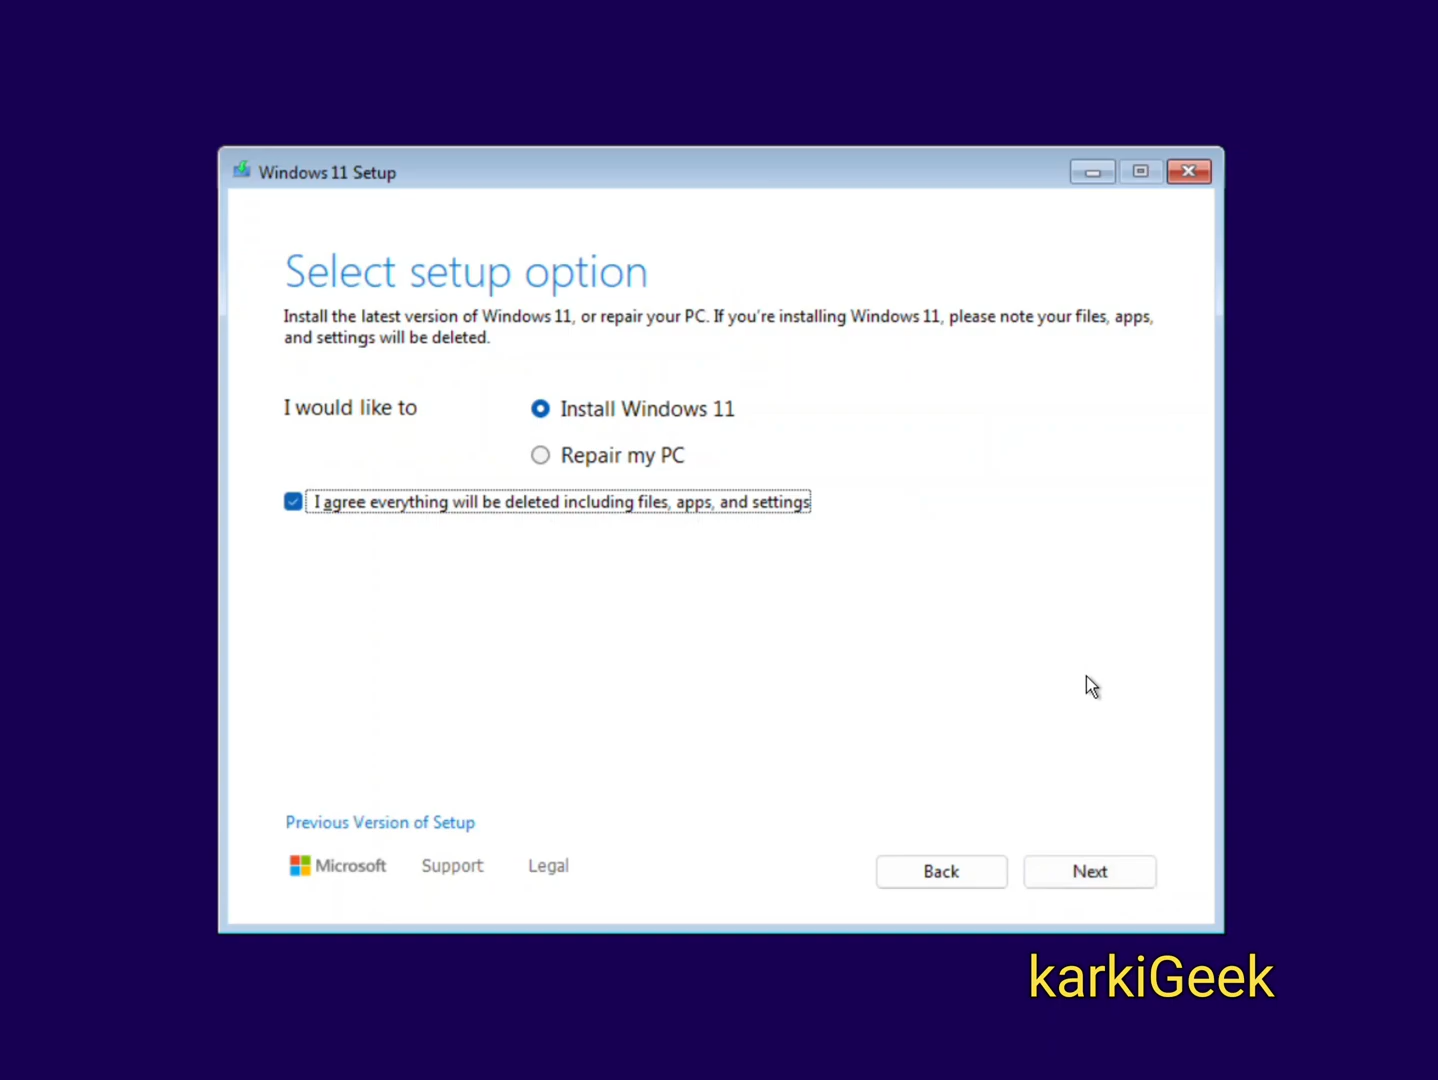 Windows 11 Setup
Select setup option
Install the latest version of Windows 11, or repair your PC. If you're installing Windows 11, please note your files, apps,
and settings will be deleted.
I would like to
Install Windows 11
Repair my PC
I agree everything will be deleted including files, apps, and settings
Previous Version of Setup
Microsoft Support Legal
Back Next
karkiGeek